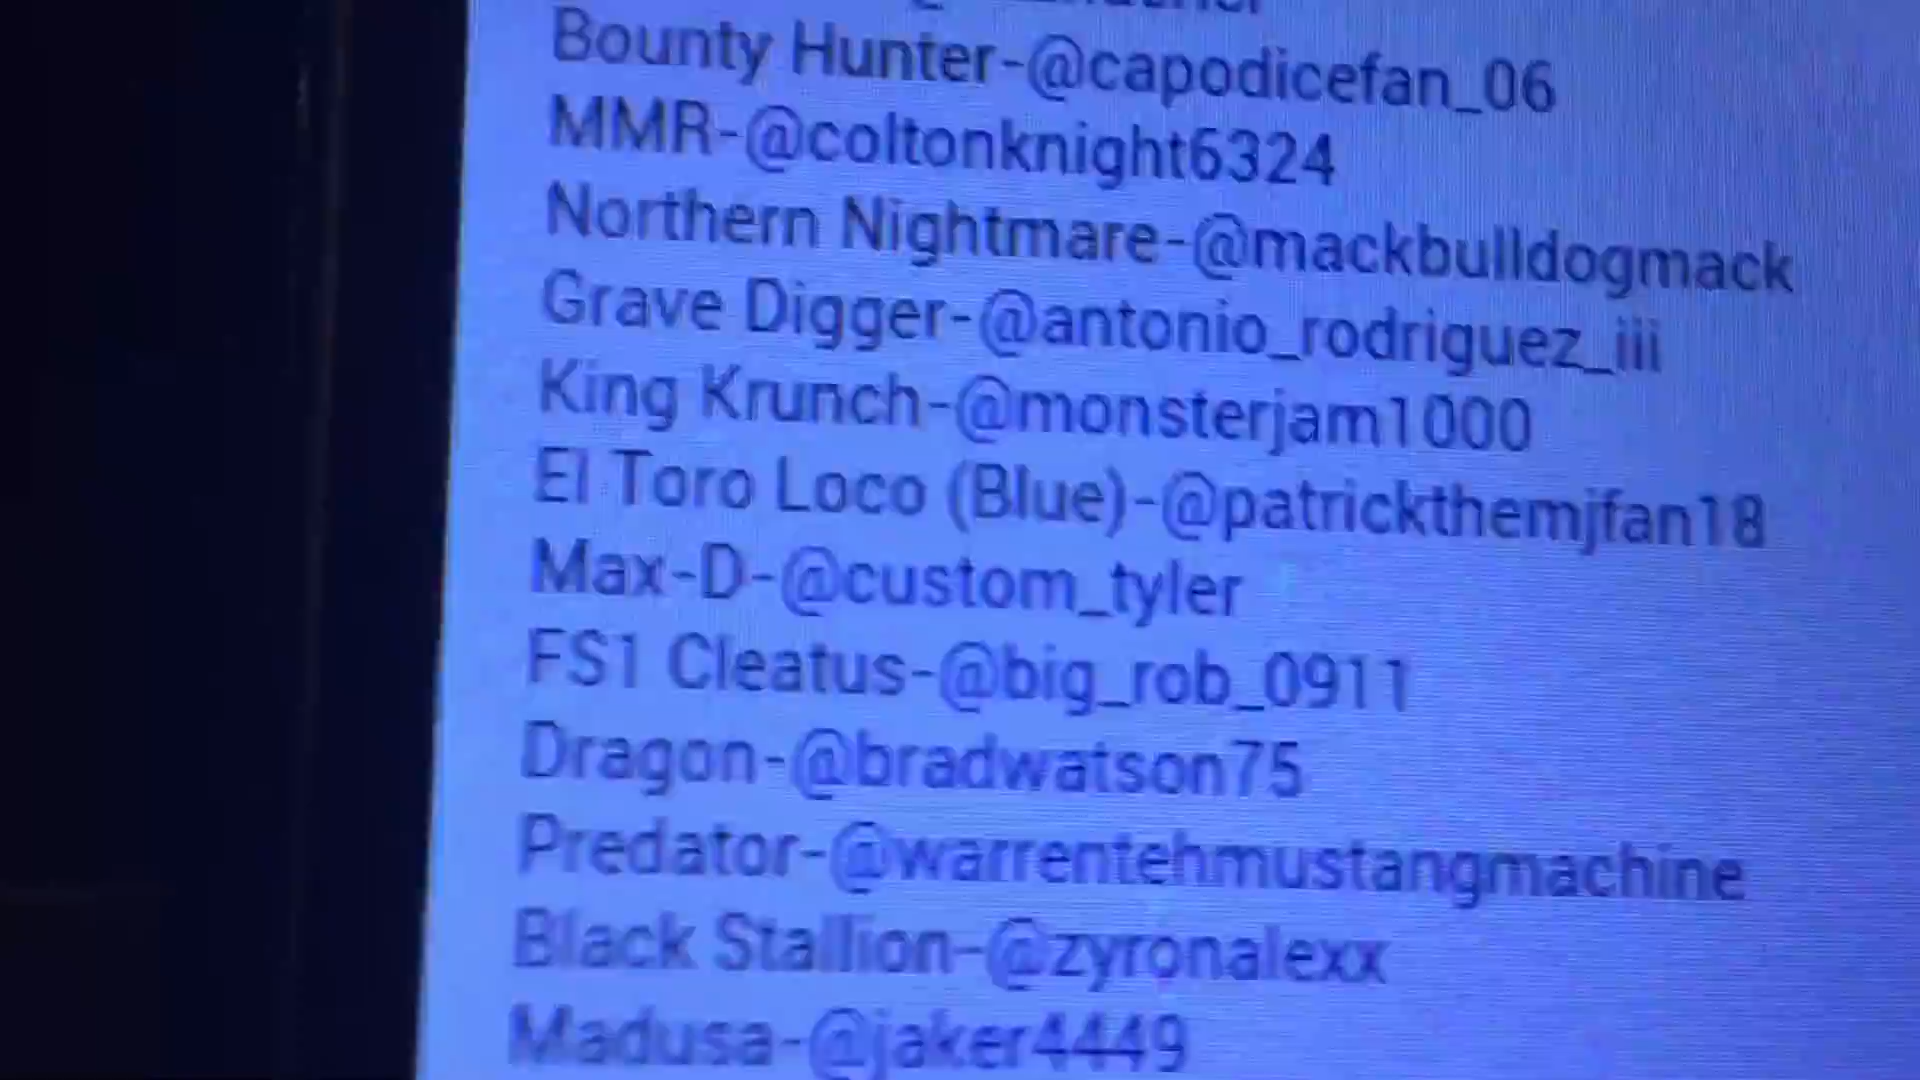 Bounty Hunter-@capodicefan_06
MMR-@coltonknight6324
Northern Nightmare-@mackbulldogmack
Grave Digger-@antonio_rodriguez_iii
King Krunch-@monsterjam1000
El Toro Loco (Blue)-@patrickthemjfan18
Max-D-@custom_tyler
FS1 Cleatus-@big_rob_0911
Dragon-@bradwatson75
Predator-@warrentehmustangmachine
Black Stallion-@zyronalexx
Madusa-@jaker4449